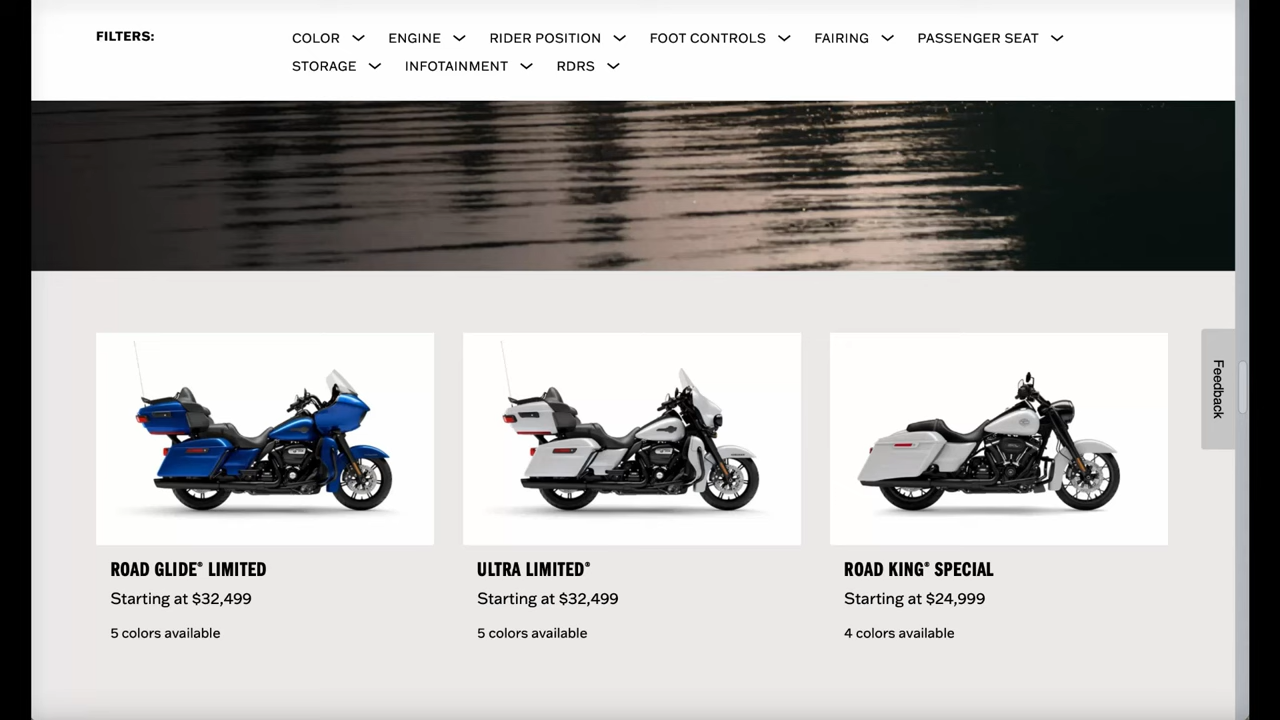 FILTERS:
COLOR ENGINE RIDER POSITION FOOT CONTROLS FAIRING PASSENGER SEAT
STORAGE INFOTAINMENT RDRS
Feedback
ROAD GLIDE® LIMITED
Starting at $32,499
5 colors available
ULTRA LIMITED®
Starting at $32,499
5 colors available
ROAD KING® SPECIAL
Starting at $24,999
4 colors available